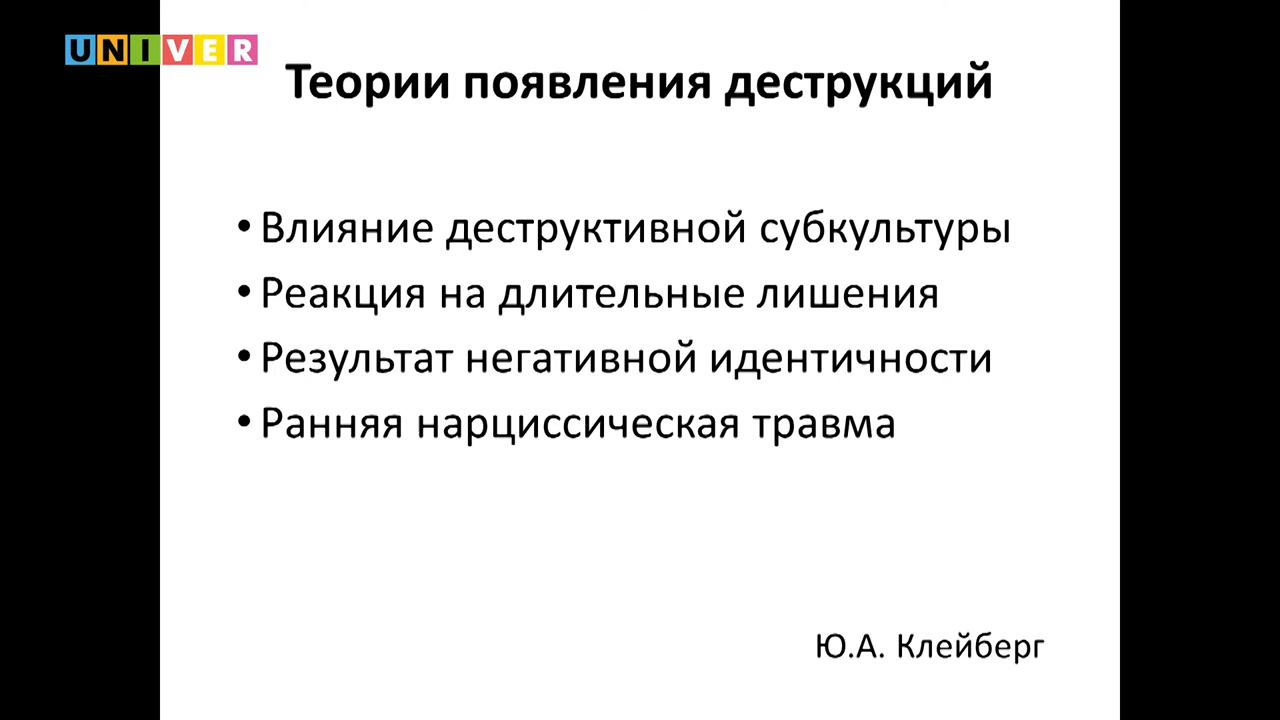 UNIVER
Теории появления деструкций
• Влияние деструктивной субкультуры
• Реакция на длительные лишения
• Результат негативной идентичности
• Ранняя нарциссическая травма
Ю.А. Клейберг